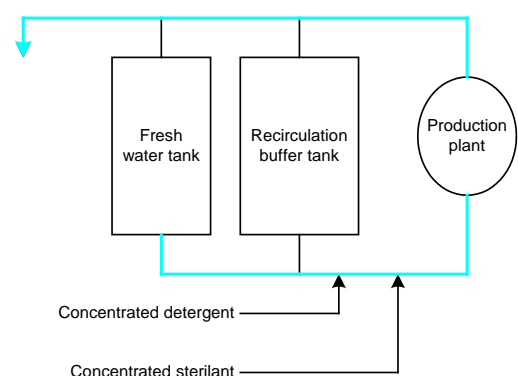 Fresh
water tank
Recirculation
buffer tank
Production
plant
Concentrated detergent
Concentrated sterilant